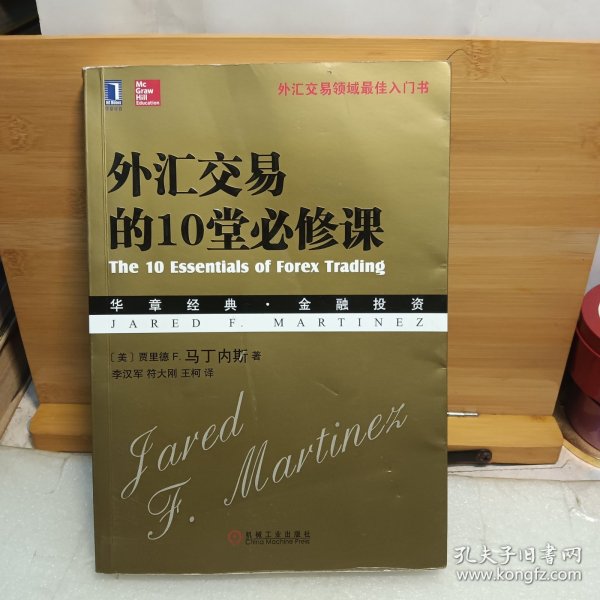 Mc
Graw
Hill
Education
外汇交易领域最佳入门书
外汇交易
的10堂必修课
The 10 Essentials of Forex Trading
华章经典·金融投资
JARED F. MARTINEZ
〔美〕贾里德 F. 马丁内斯 著
李汉军 符大刚 王柯 译
Jared
F. Martinez
机械工业出版社
China Machine Press
孔夫子旧书网
www.kongfz.com